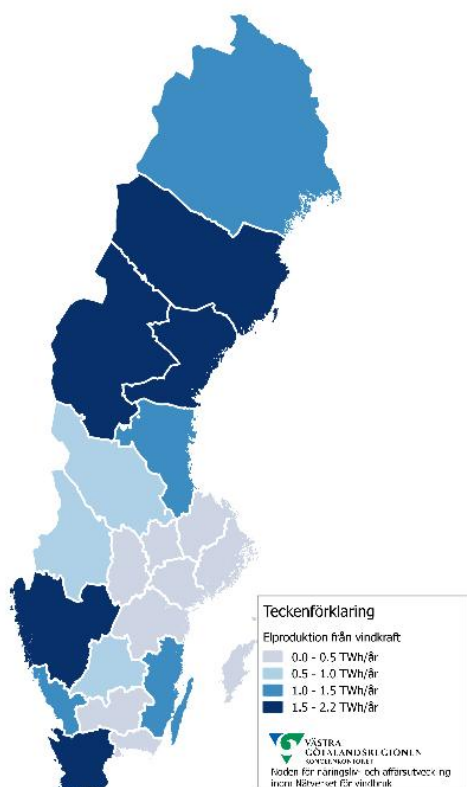 Teckenförklaring
Elproduktion från vindkraft
0.0 - 0.5 TWh/år
0.5 - 1.0 TWh/år
1.0 - 1.5 TWh/år
1.5 - 2.2 TWh/år
VÄSTRA
GÖTALANDSREGIONEN
KONCERNKONTORET
Noden för näringsliv- och affärsutveckling
inom Nätverket för vindbruk